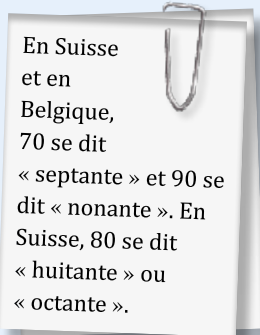 En Suisse
et en
Belgique,
70 se dit
« septante » et 90 se
dit « nonante ». En
Suisse, 80 se dit
« huitante » ou
« octante ».